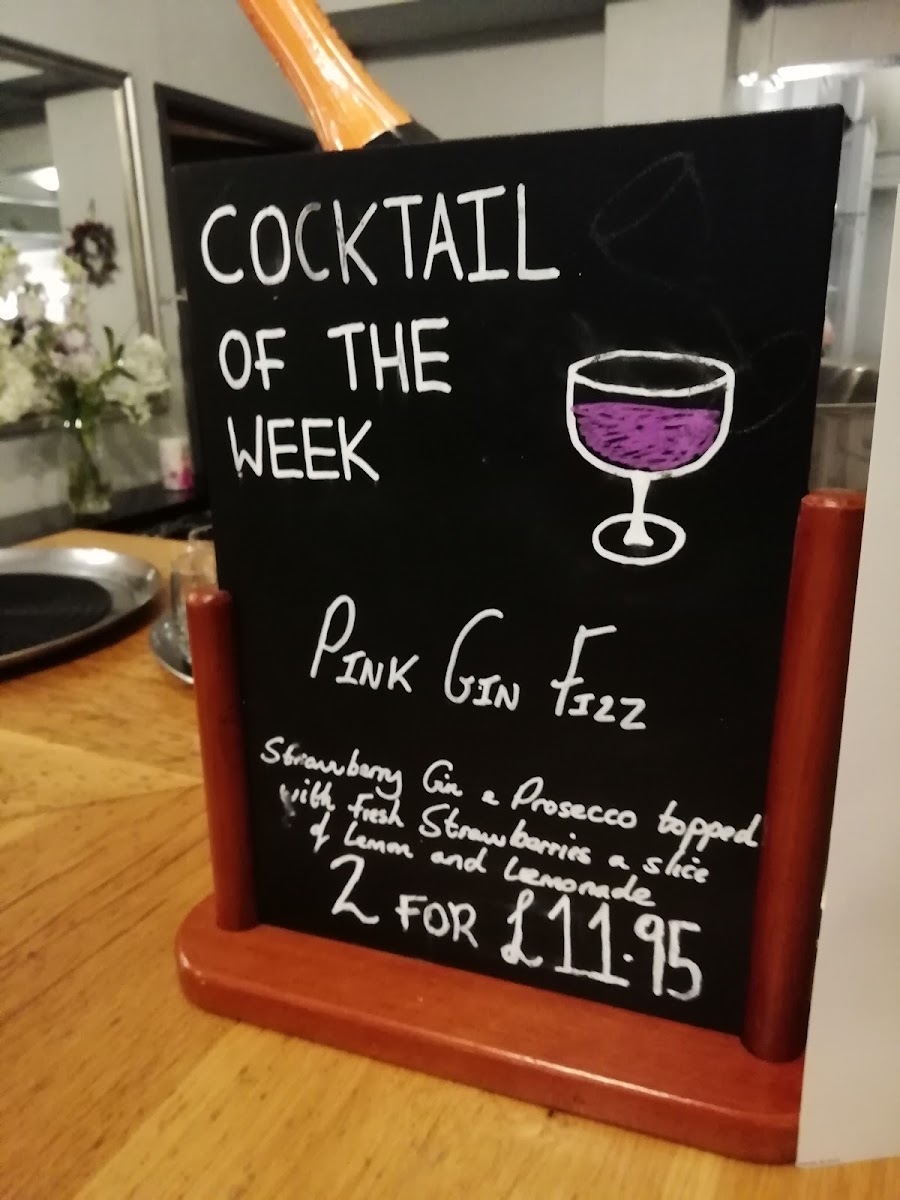 COCKTAIL
OF THE
WEEK
PINK GIN FIZZ
Strawberry Gin & Prosecco topped
with fresh Strawberries a slice
of Lemon and Lemonade
2 FOR £11.95